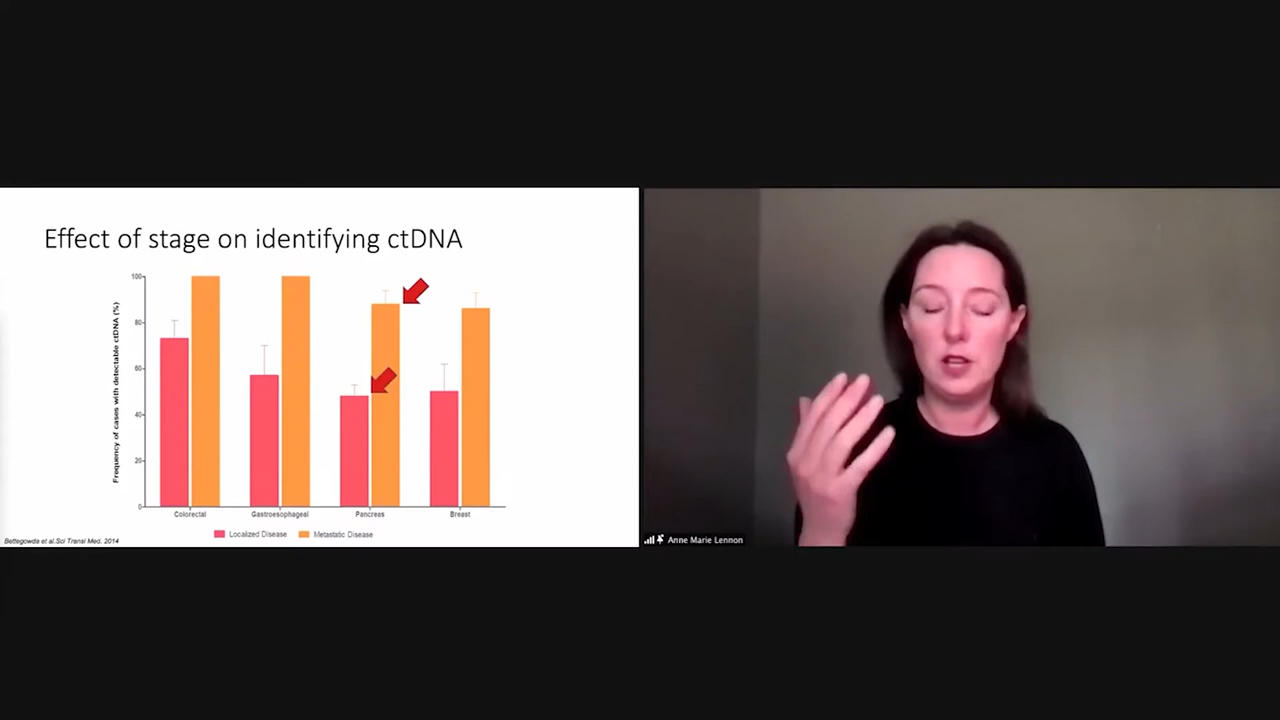 Effect of stage on identifying ctDNA
Frequency of cases with detectable ctDNA (%)
100
80
60
40
20
0
Colorectal
Gastroesophageal
Pancreas
Breast
Localized Disease
Metastatic Disease
Bettegowda et al.Sci Transl Med. 2014
Anne Marie Lennon